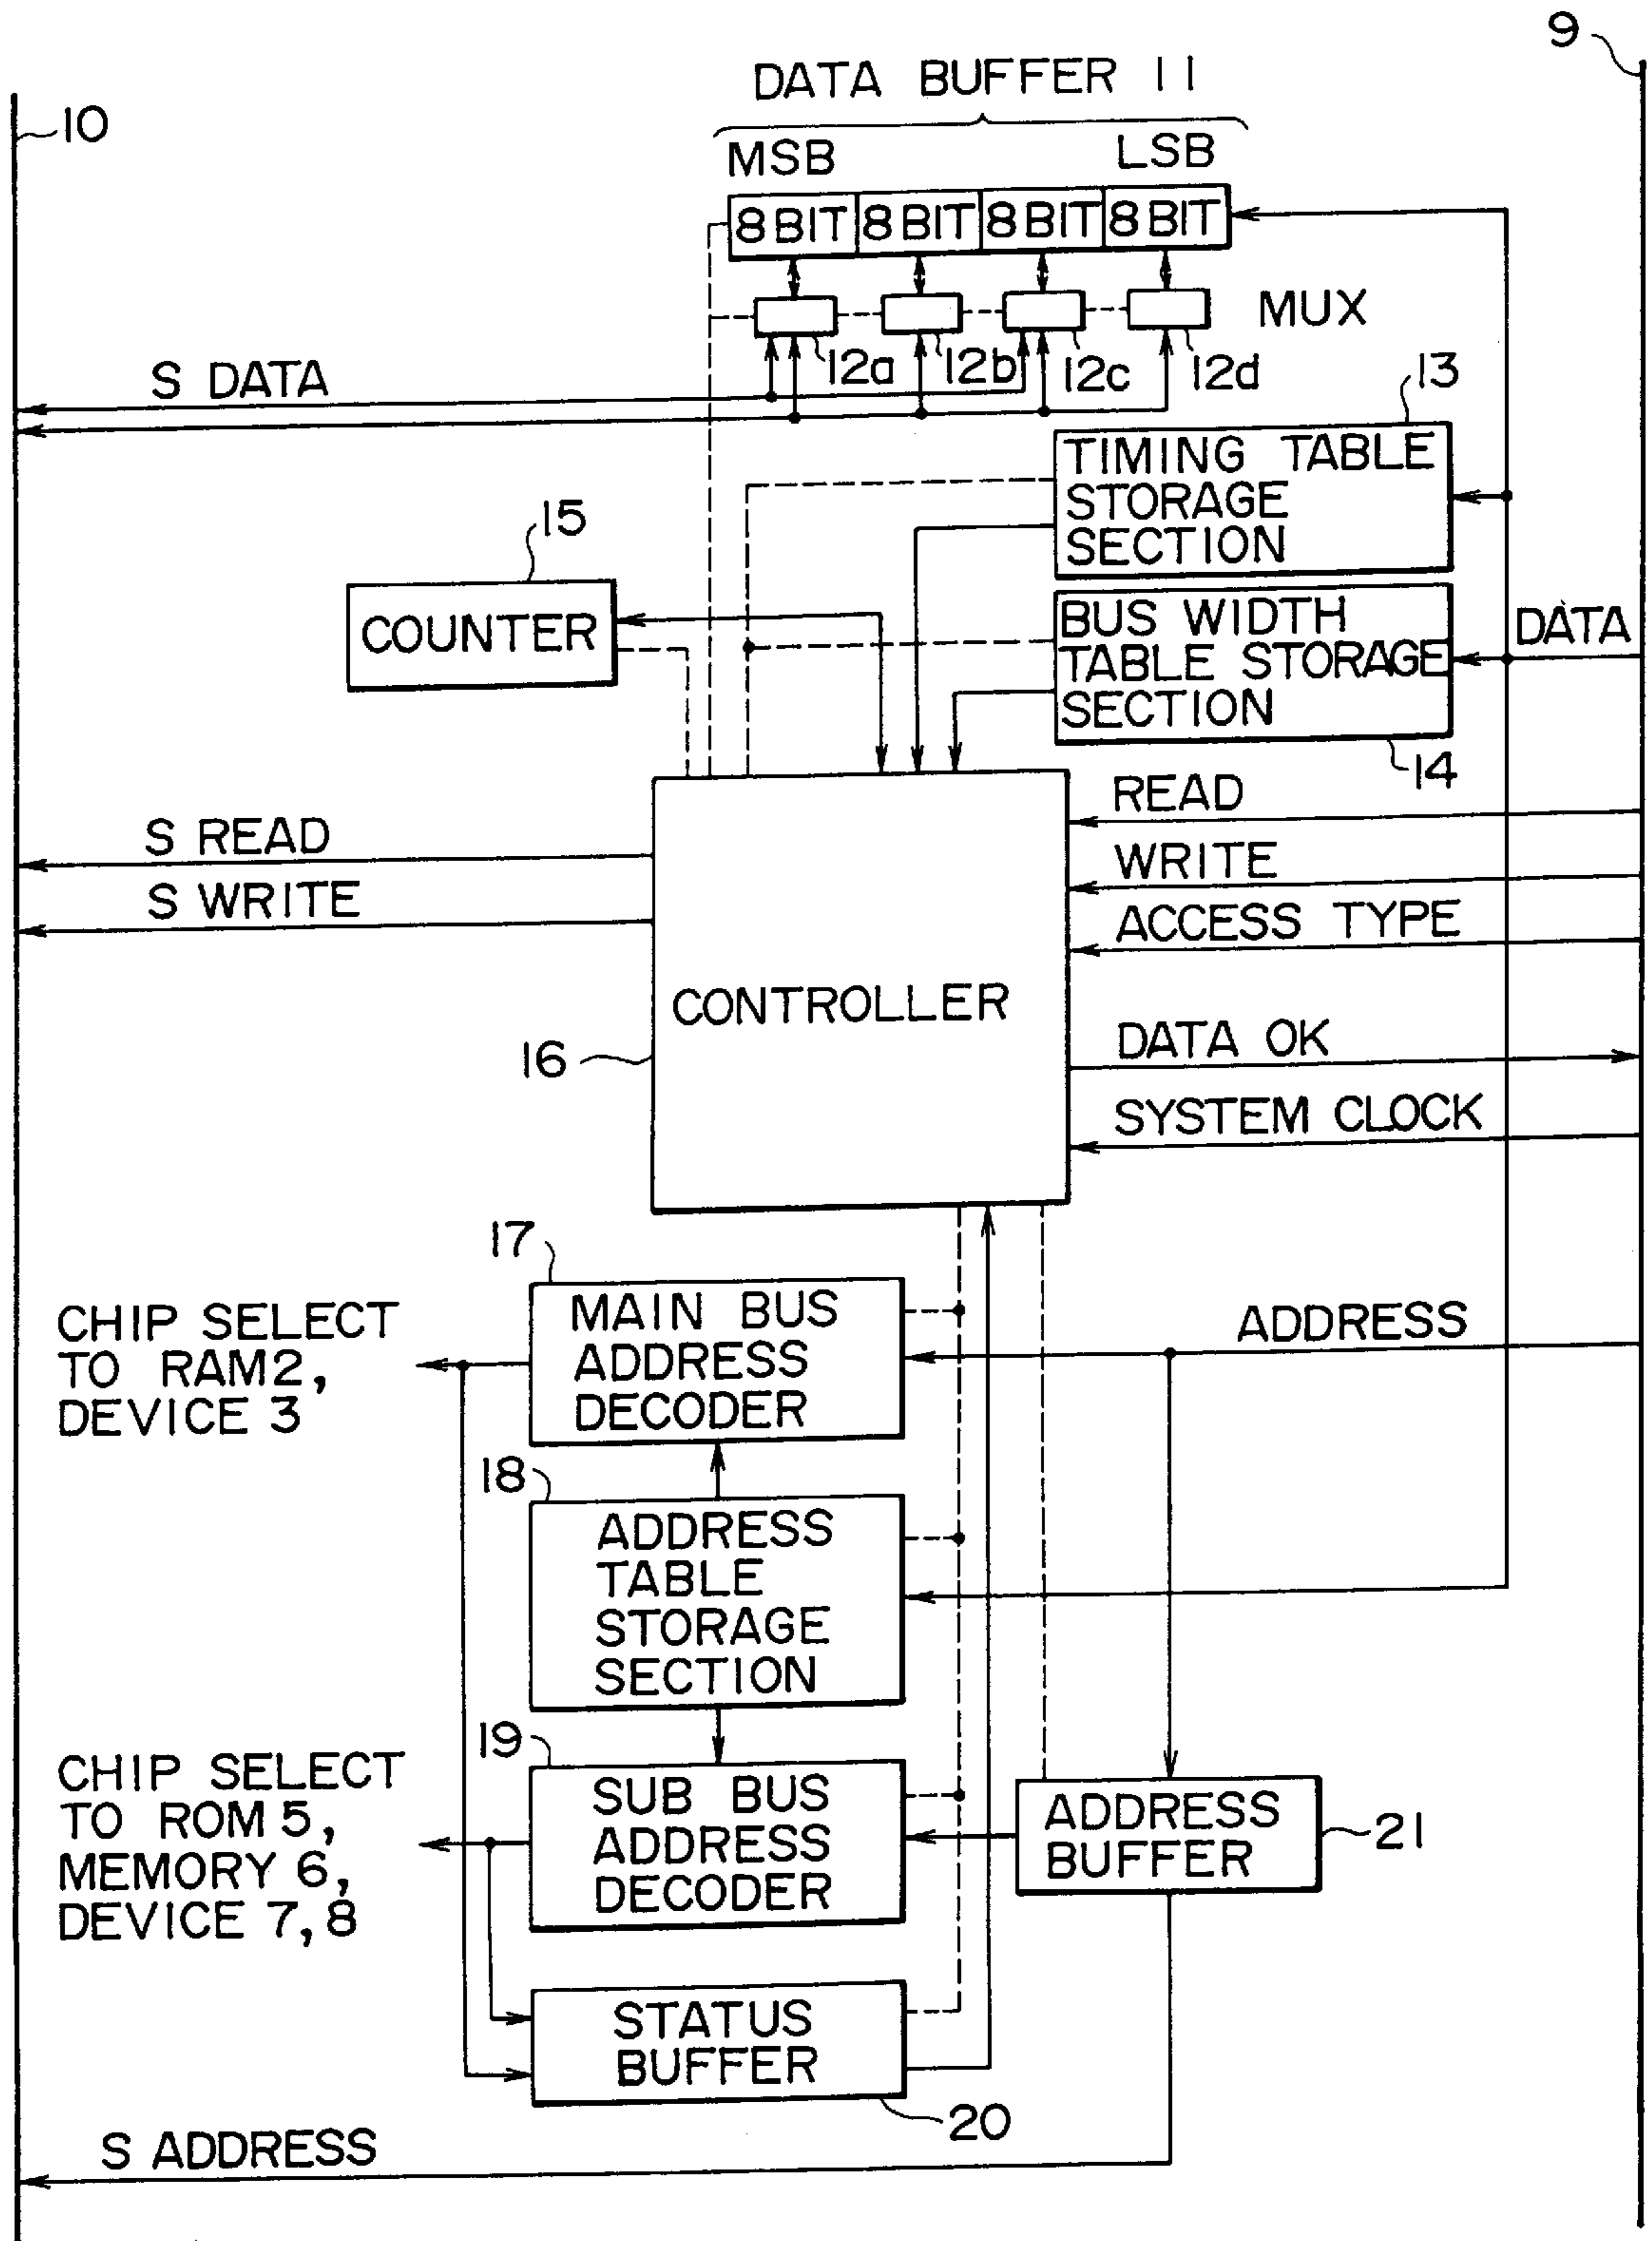 9
DATA BUFFER 11
10
MSB
LSB
8 BIT 8 BIT 8 BIT 8 BIT
MUX
12a 12b 12c 12d
S DATA
13
TIMING TABLE
STORAGE
SECTION
15
COUNTER
BUS WIDTH
TABLE STORAGE
SECTION
DATA
14
READ
S READ
WRITE
S WRITE
ACCESS TYPE
CONTROLLER
16
DATA OK
SYSTEM CLOCK
17
MAIN BUS
ADDRESS
DECODER
CHIP SELECT
TO RAM2,
DEVICE 3
ADDRESS
18
ADDRESS
TABLE
STORAGE
SECTION
19
SUB BUS
ADDRESS
DECODER
CHIP SELECT
TO ROM 5,
MEMORY 6,
DEVICE 7, 8
ADDRESS
BUFFER
21
STATUS
BUFFER
20
S ADDRESS